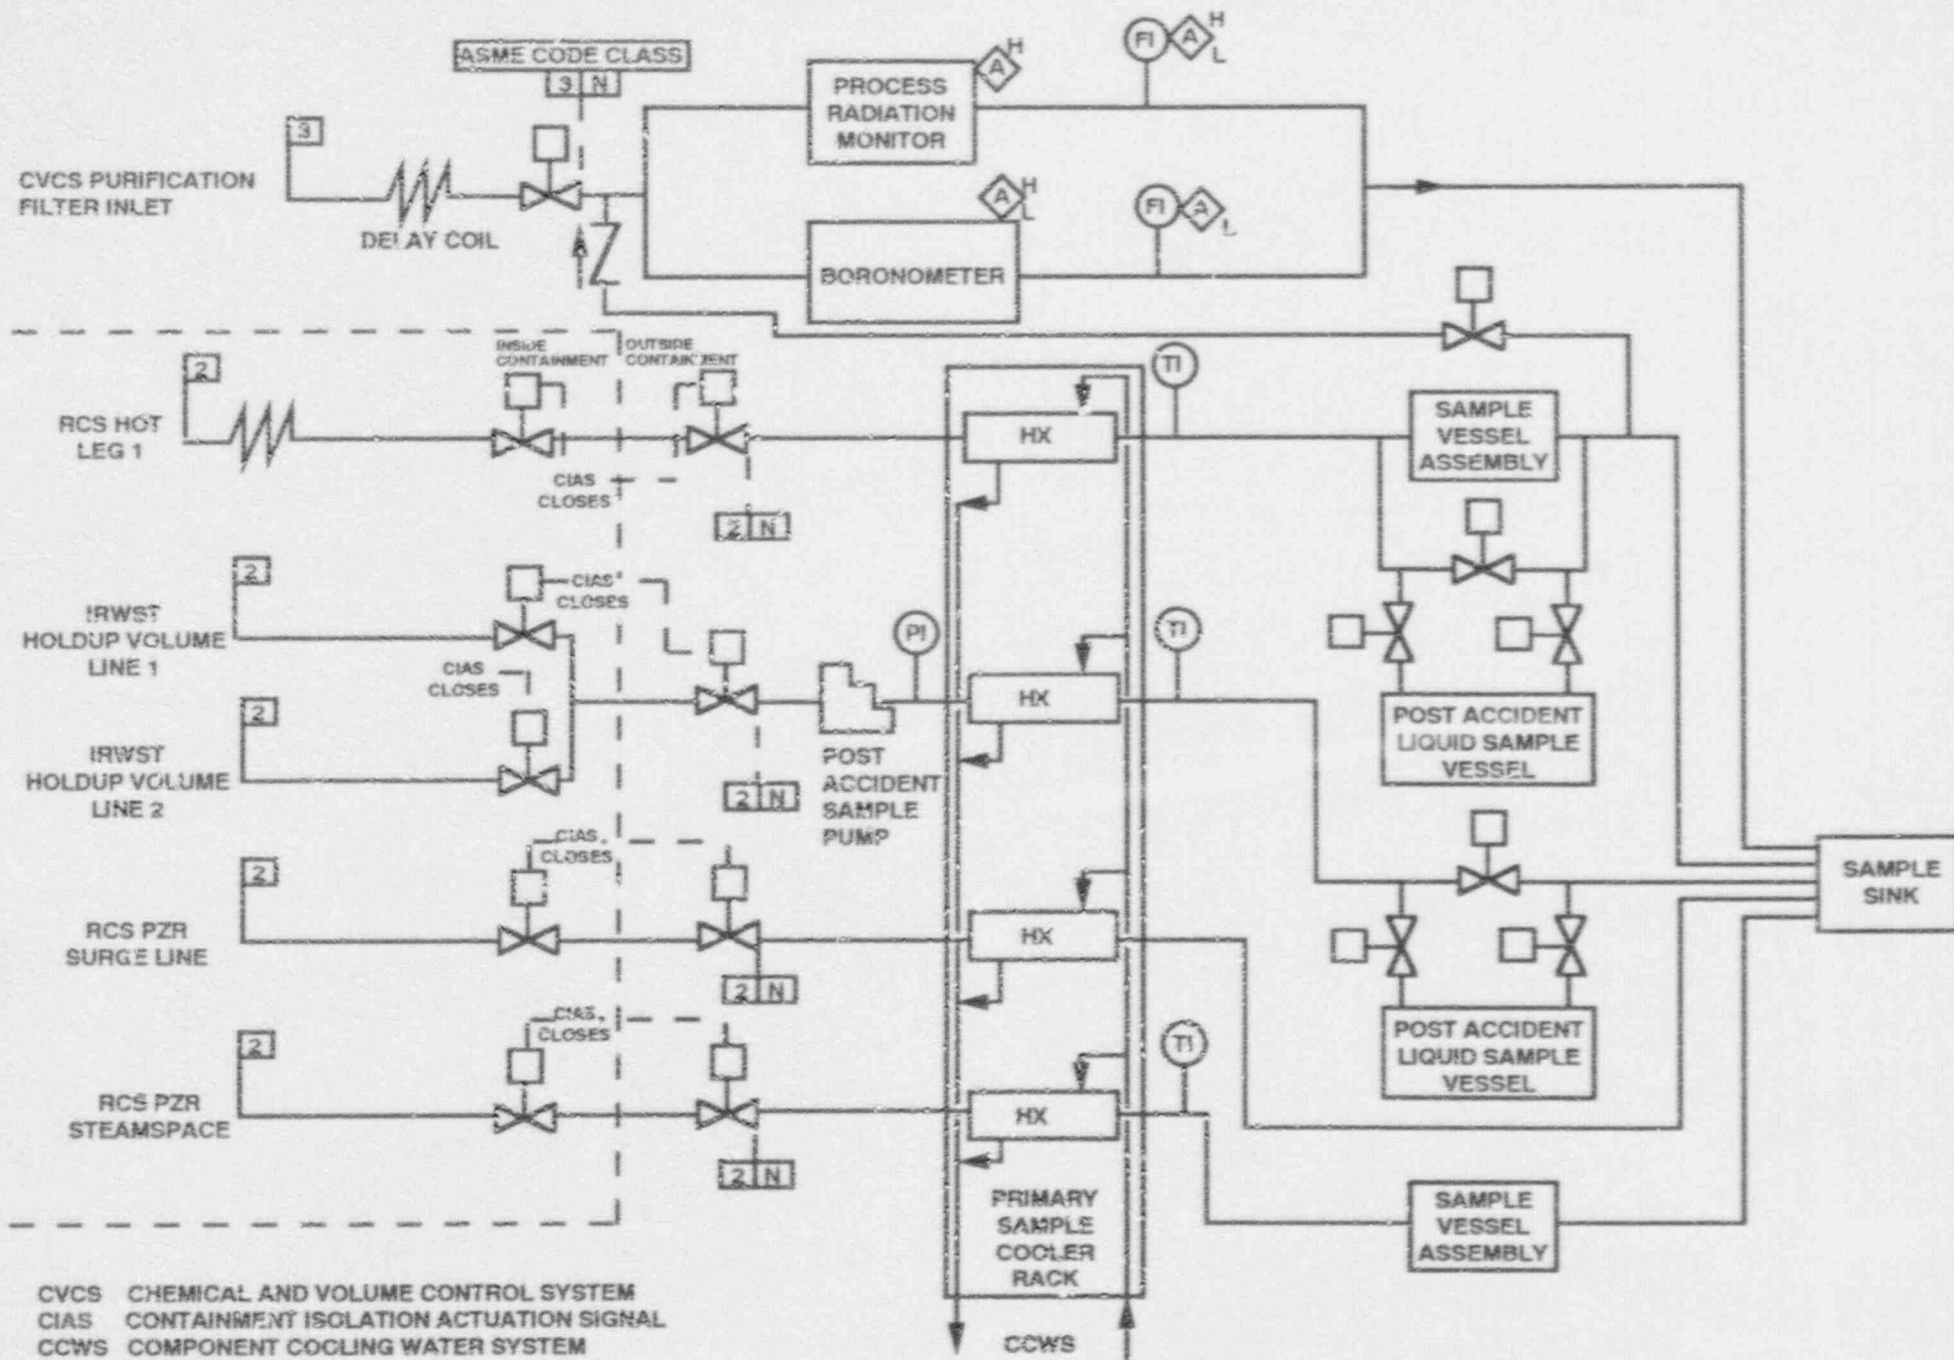 ASME CODE CLASS
3 N
3
CVCS PURIFICATION
FILTER INLET
DELAY COIL
PROCESS
RADIATION
MONITOR
A
H
FI
A
H
L
BORONOMETER
A
H
L
FI
A
L
INSIDE
CONTAINMENT
OUTSIDE
CONTAINMENT
2
RCS HOT
LEG 1
CIAS
CLOSES
2 N
HX
TI
SAMPLE
VESSEL
ASSEMBLY
2
IRWST
HOLDUP VOLUME
LINE 1
CIAS
CLOSES
CIAS
CLOSES
2
IRWST
HOLDUP VOLUME
LINE 2
2 N
POST
ACCIDENT
SAMPLE
PUMP
PI
HX
TI
POST ACCIDENT
LIQUID SAMPLE
VESSEL
2
RCS PZR
SURGE LINE
CIAS
CLOSES
2 N
HX
SAMPLE
SINK
2
RCS PZR
STEAMSPACE
CIAS
CLOSES
2 N
HX
TI
POST ACCIDENT
LIQUID SAMPLE
VESSEL
SAMPLE
VESSEL
ASSEMBLY
PRIMARY
SAMPLE
COOLER
RACK
CCWS
CVCS CHEMICAL AND VOLUME CONTROL SYSTEM
CIAS CONTAINMENT ISOLATION ACTUATION SIGNAL
CCWS COMPONENT COOLING WATER SYSTEM